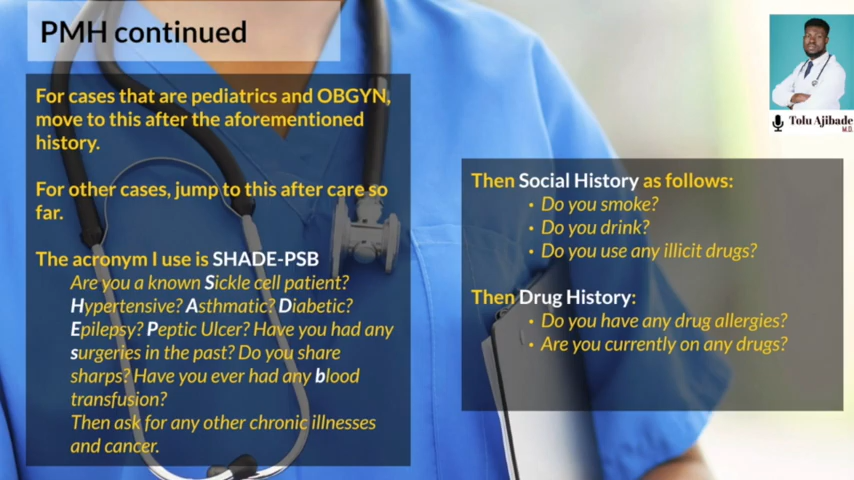 PMH continued
For cases that are pediatrics and OBGYN,
move to this after the aforementioned
history.
For other cases, jump to this after care so
far.
The acronym I use is SHADE-PSB
Are you a known Sickle cell patient?
Hypertensive? Asthmatic? Diabetic?
Epilepsy? Peptic Ulcer? Have you had any
surgeries in the past? Do you share
sharps? Have you ever had any blood
transfusion?
Then ask for any other chronic illnesses
and cancer.
Tolu Ajibade
M.D.
Then Social History as follows:
• Do you smoke?
• Do you drink?
• Do you use any illicit drugs?
Then Drug History:
• Do you have any drug allergies?
• Are you currently on any drugs?